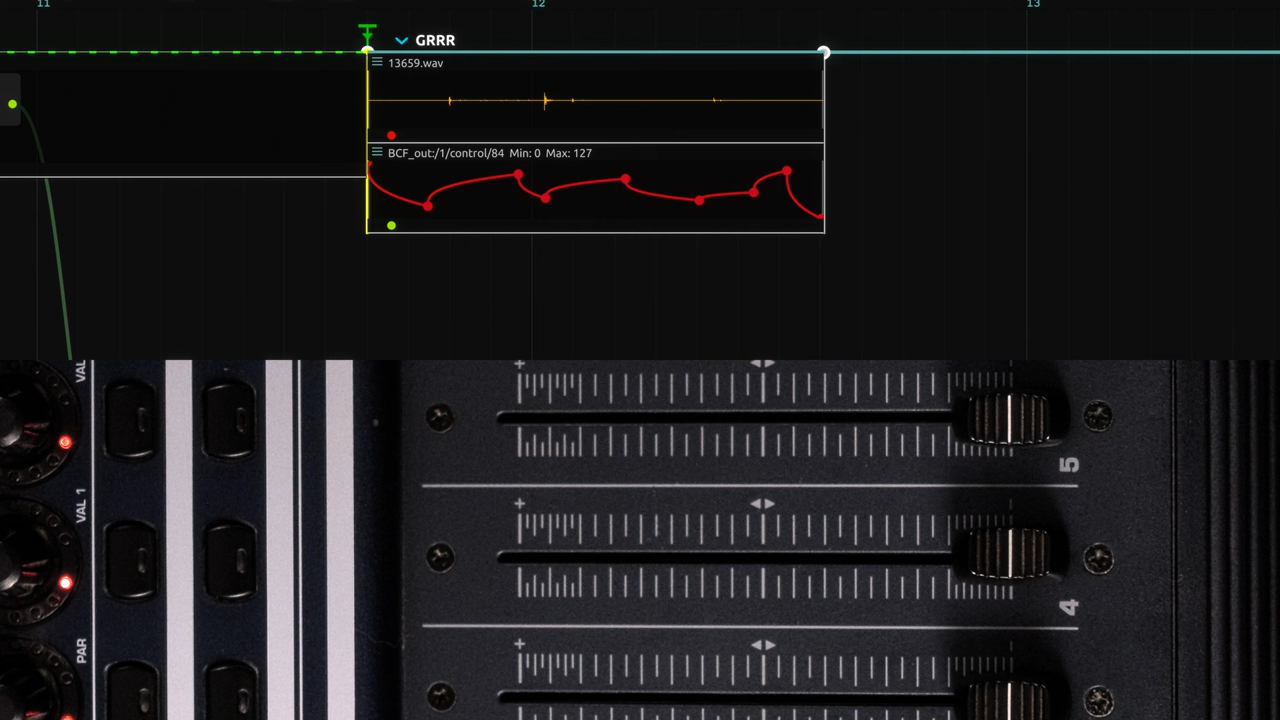 11
12
13
GRRR
13659.wav
BCF_out:/1/control/84 Min: 0 Max: 127
VAL
5
VAL 1
4
PAR